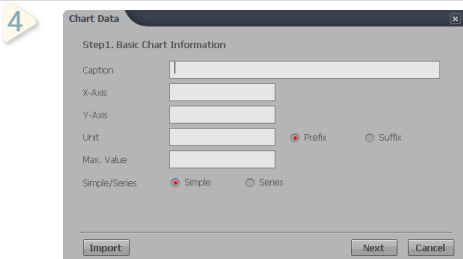 4
Chart Data
Step1. Basic Chart Information
Caption
X-Axis
Y-Axis
Unit Prefix Suffix
Max. Value
Simple/Series Simple Series
Import Next Cancel